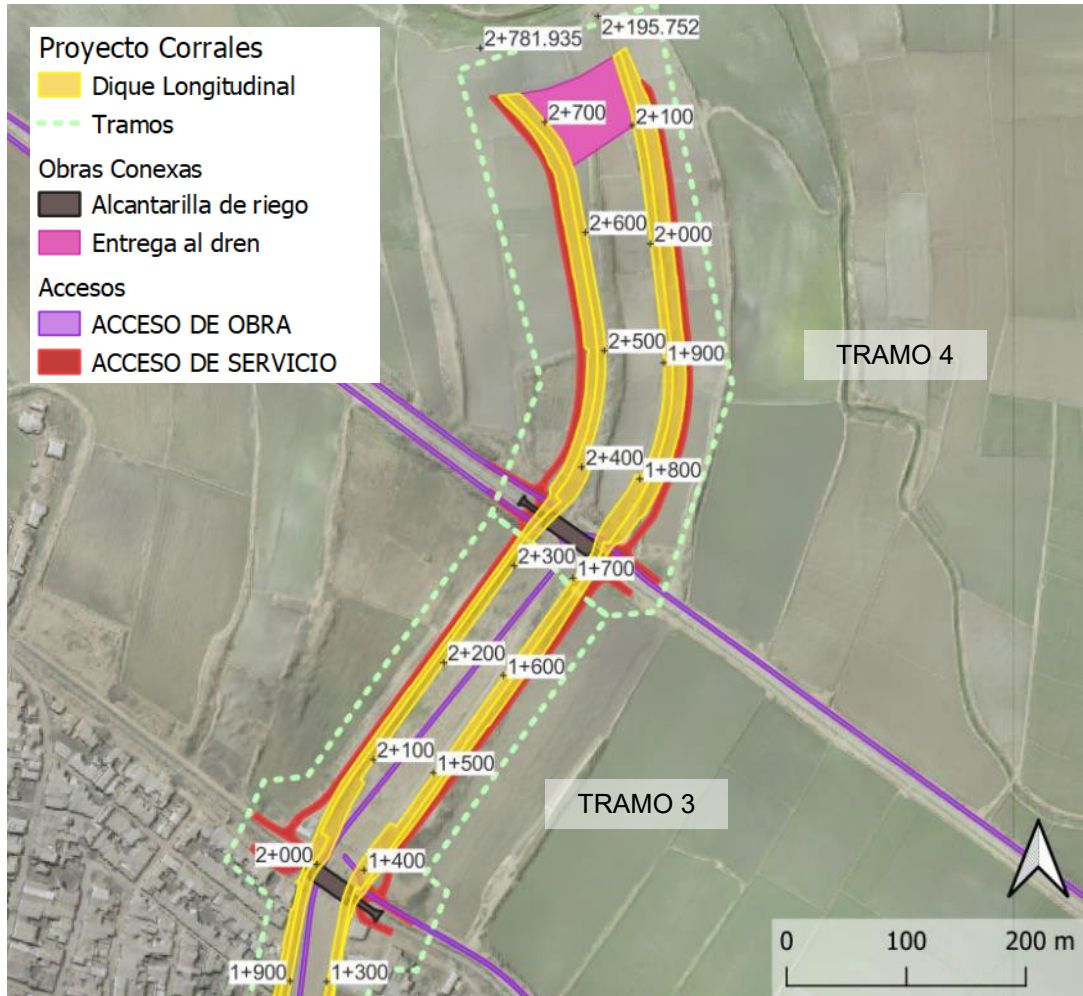 Proyecto Corrales
Dique Longitudinal
Tramos
Obras Conexas
Alcantarilla de riego
Entrega al dren
Accesos
ACCESO DE OBRA
ACCESO DE SERVICIO
2+195.752
2+781.935
2+700
2+100
2+600
2+000
2+500
1+900
TRAMO 4
2+400
1+800
2+300
1+700
2+200
1+600
2+100
1+500
TRAMO 3
2+000
1+400
1+900
1+300
0 100 200 m